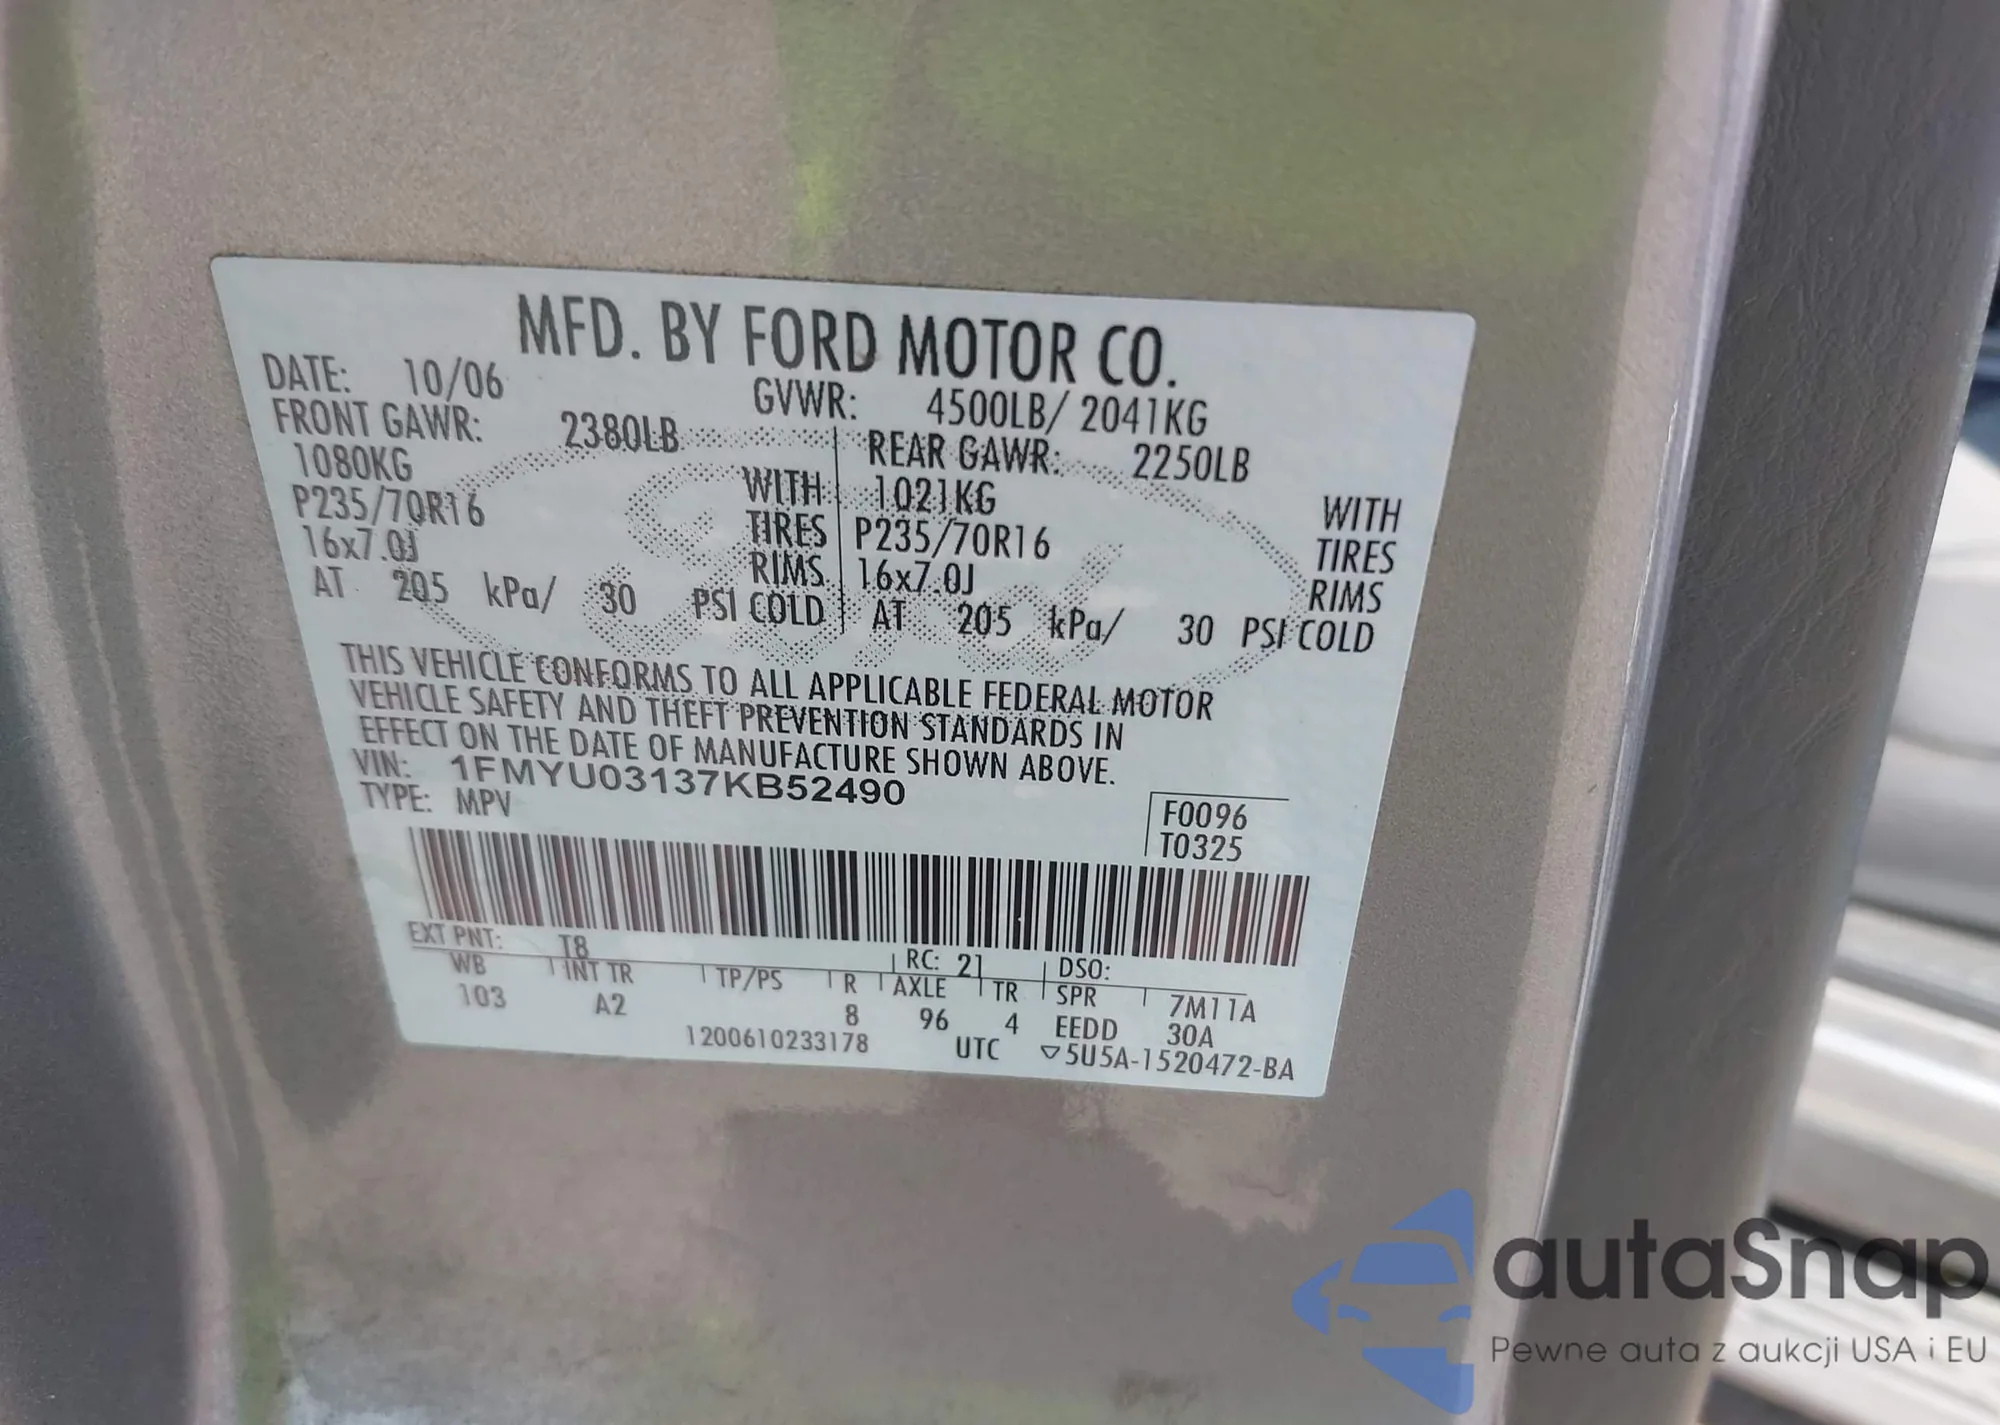 MFD. BY FORD MOTOR CO.
DATE: 10/06 GVWR: 4500LB/ 2041KG
FRONT GAWR: 2380LB REAR GAWR: 2250LB
1080KG WITH 1021KG WITH
P235/70R16 TIRES P235/70R16 TIRES
16x7.0J RIMS 16x7.0J RIMS
AT 205 kPa/ 30 PSI COLD AT 205 kPa/ 30 PSI COLD
THIS VEHICLE CONFORMS TO ALL APPLICABLE FEDERAL MOTOR
VEHICLE SAFETY AND THEFT PREVENTION STANDARDS IN
EFFECT ON THE DATE OF MANUFACTURE SHOWN ABOVE.
VIN: 1FMYU03137KB52490
TYPE: MPV
F0096
T0325
EXT PNT: T8 RC: 21 DSO:
WB INT TR TP/PS R AXLE TR SPR 7M11A
103 A2 8 96 4 EEDD 30A
1200610233178 UTC ▽5U5A-1520472-BA
Ford
autaSnap
Pewne auta z aukcji USA i EU